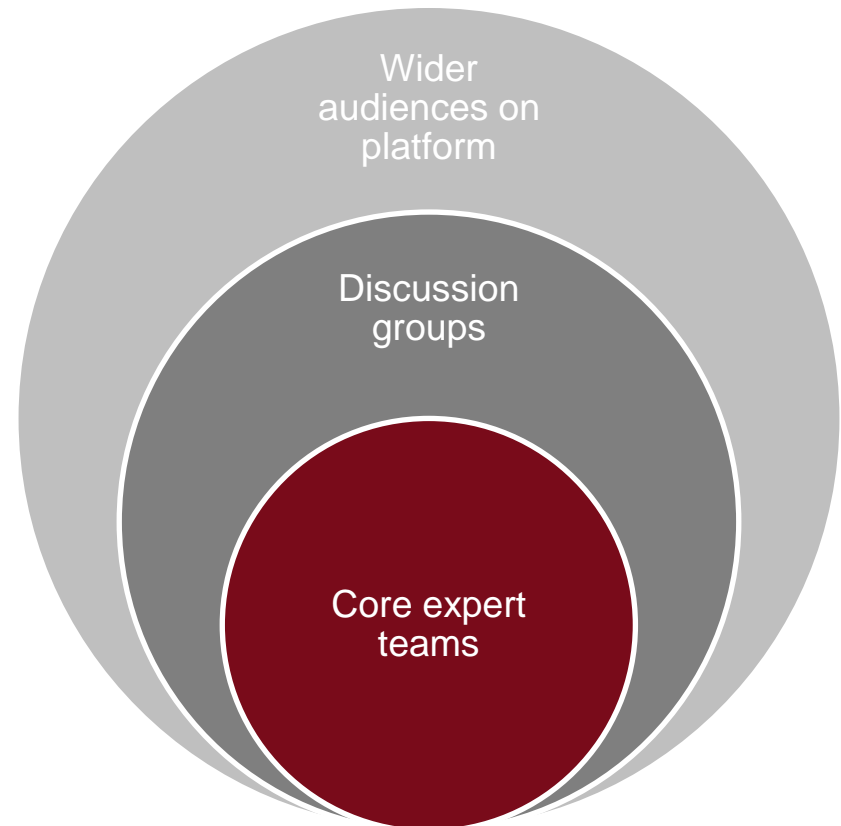 Wider
audiences on
platform
Discussion
groups
Core expert
teams